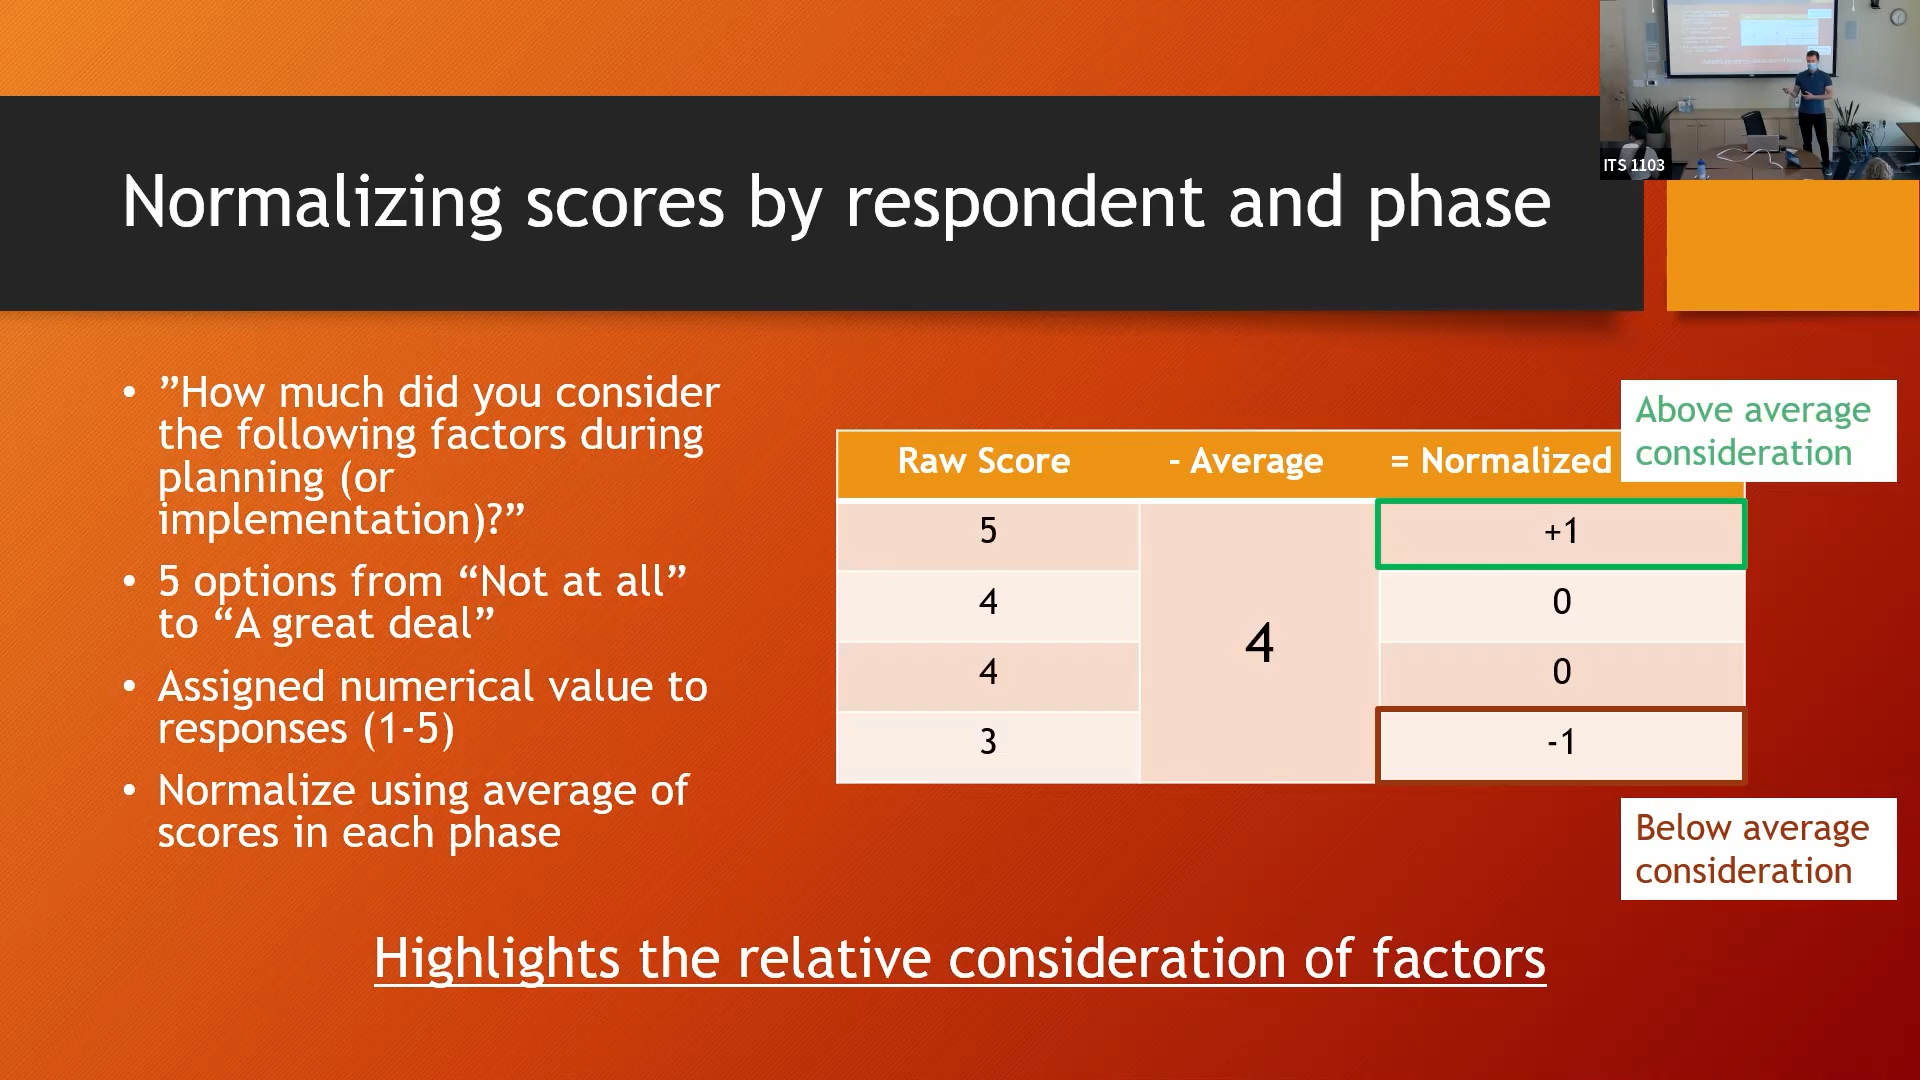 Normalizing scores by respondent and phase
ITS 1103
• ”How much did you consider
the following factors during
planning (or
implementation)?”
• 5 options from “Not at all”
to “A great deal”
• Assigned numerical value to
responses (1-5)
• Normalize using average of
scores in each phase
Raw Score - Average = Normalized
5 +1
4 0
4
4 0
3 -1
Above average
consideration
Below average
consideration
Highlights the relative consideration of factors